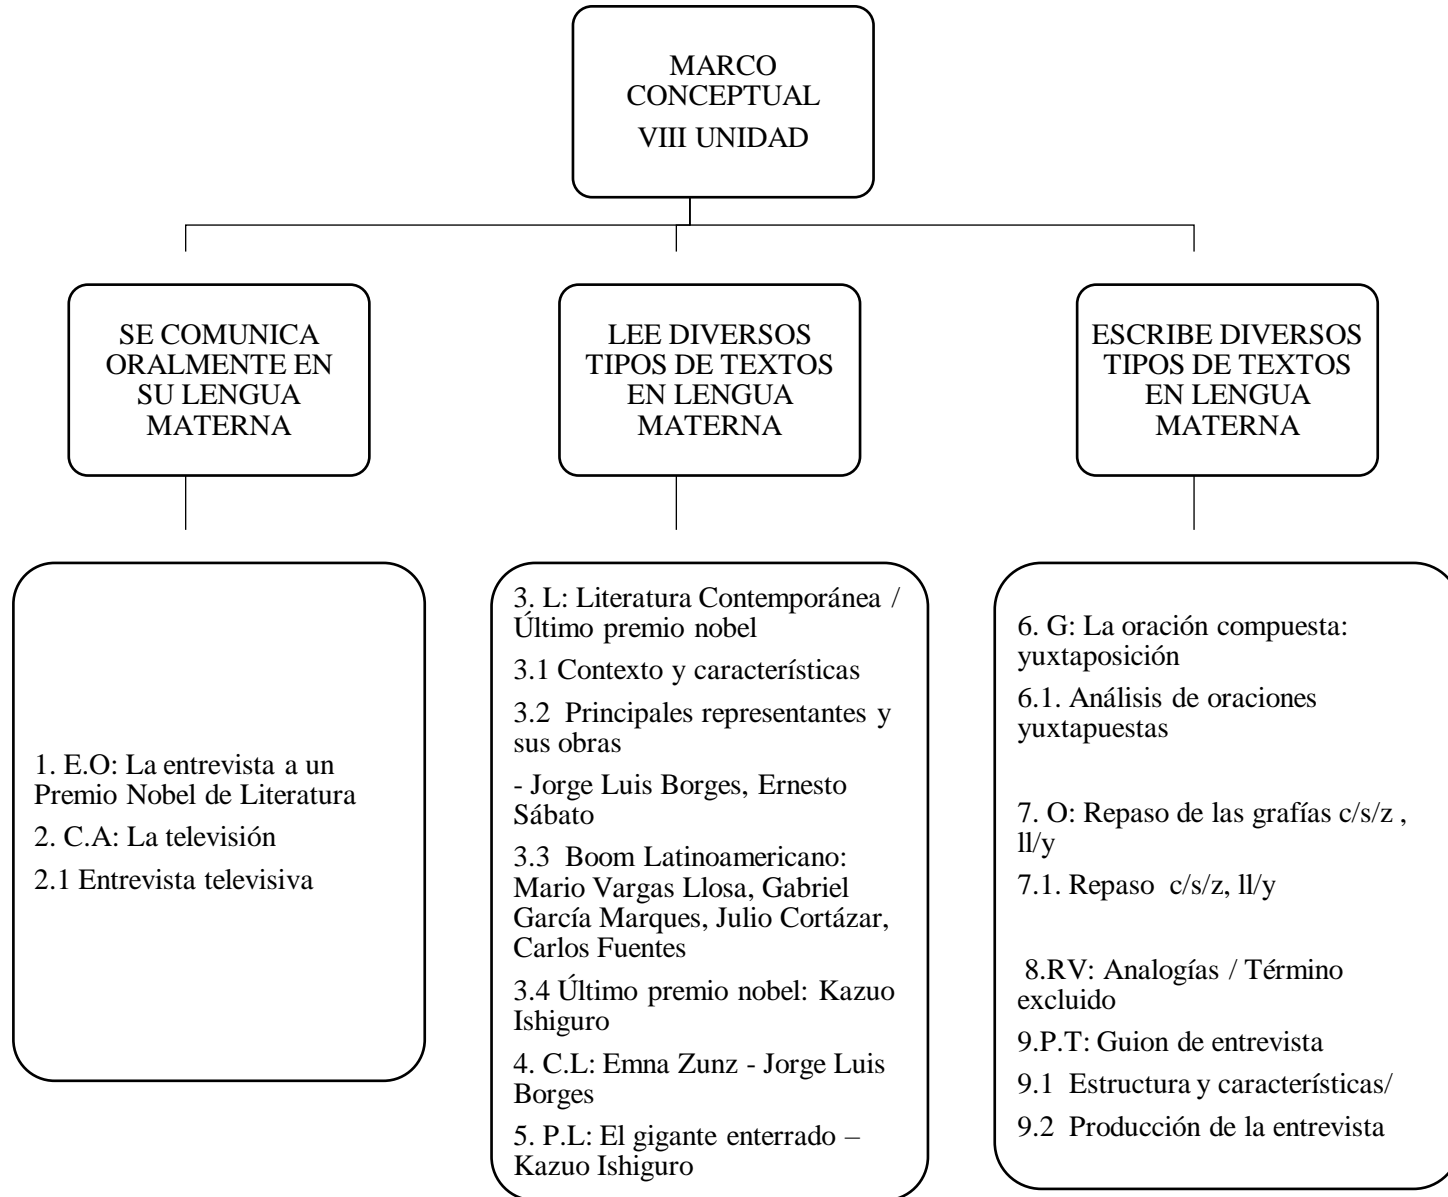 MARCO
CONCEPTUAL
VIII UNIDAD
SE COMUNICA
ORALMENTE EN
SU LENGUA
MATERNA
LEE DIVERSOS
TIPOS DE TEXTOS
EN LENGUA
MATERNA
ESCRIBE DIVERSOS
TIPOS DE TEXTOS
EN LENGUA
MATERNA
1. E.O: La entrevista a un
Premio Nobel de Literatura
2. C.A: La televisión
2.1 Entrevista televisiva
3. L: Literatura Contemporánea /
Último premio nobel
3.1 Contexto y características
3.2 Principales representantes y
sus obras
- Jorge Luis Borges, Ernesto
Sábato
3.3 Boom Latinoamericano:
Mario Vargas Llosa, Gabriel
García Marques, Julio Cortázar,
Carlos Fuentes
3.4 Último premio nobel: Kazuo
Ishiguro
4. C.L: Emna Zunz - Jorge Luis
Borges
5. P.L: El gigante enterrado –
Kazuo Ishiguro
6. G: La oración compuesta:
yuxtaposición
6.1. Análisis de oraciones
yuxtapuestas
7. O: Repaso de las grafías c/s/z ,
ll/y
7.1. Repaso c/s/z, ll/y
8.RV: Analogías / Término
excluido
9.P.T: Guion de entrevista
9.1 Estructura y características/
9.2 Producción de la entrevista